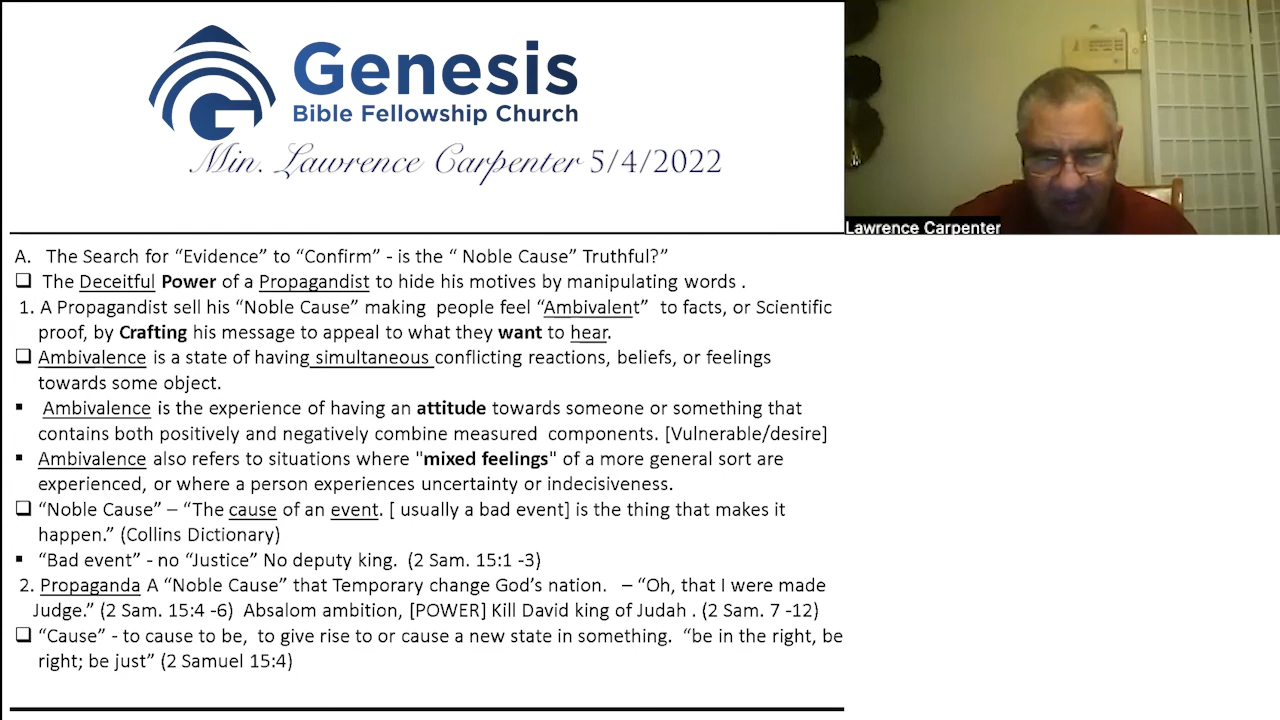 Genesis
Bible Fellowship Church
Min. Lawrence Carpenter 5/4/2022
Lawrence Carpenter
A. The Search for “Evidence” to “Confirm” - is the “ Noble Cause” Truthful?”
❑ The Deceitful Power of a Propagandist to hide his motives by manipulating words .
1. A Propagandist sell his “Noble Cause” making people feel “Ambivalent” to facts, or Scientific
proof, by Crafting his message to appeal to what they want to hear.
❑ Ambivalence is a state of having simultaneous conflicting reactions, beliefs, or feelings
towards some object.
▪ Ambivalence is the experience of having an attitude towards someone or something that
contains both positively and negatively combine measured components. [Vulnerable/desire]
▪ Ambivalence also refers to situations where "mixed feelings" of a more general sort are
experienced, or where a person experiences uncertainty or indecisiveness.
❑ “Noble Cause” – “The cause of an event. [ usually a bad event] is the thing that makes it
happen.” (Collins Dictionary)
▪ “Bad event” - no “Justice” No deputy king. (2 Sam. 15:1 -3)
2. Propaganda A “Noble Cause” that Temporary change God’s nation. – “Oh, that I were made
Judge.” (2 Sam. 15:4 -6) Absalom ambition, [POWER] Kill David king of Judah . (2 Sam. 7 -12)
❑ “Cause” - to cause to be, to give rise to or cause a new state in something. “be in the right, be
right; be just” (2 Samuel 15:4)